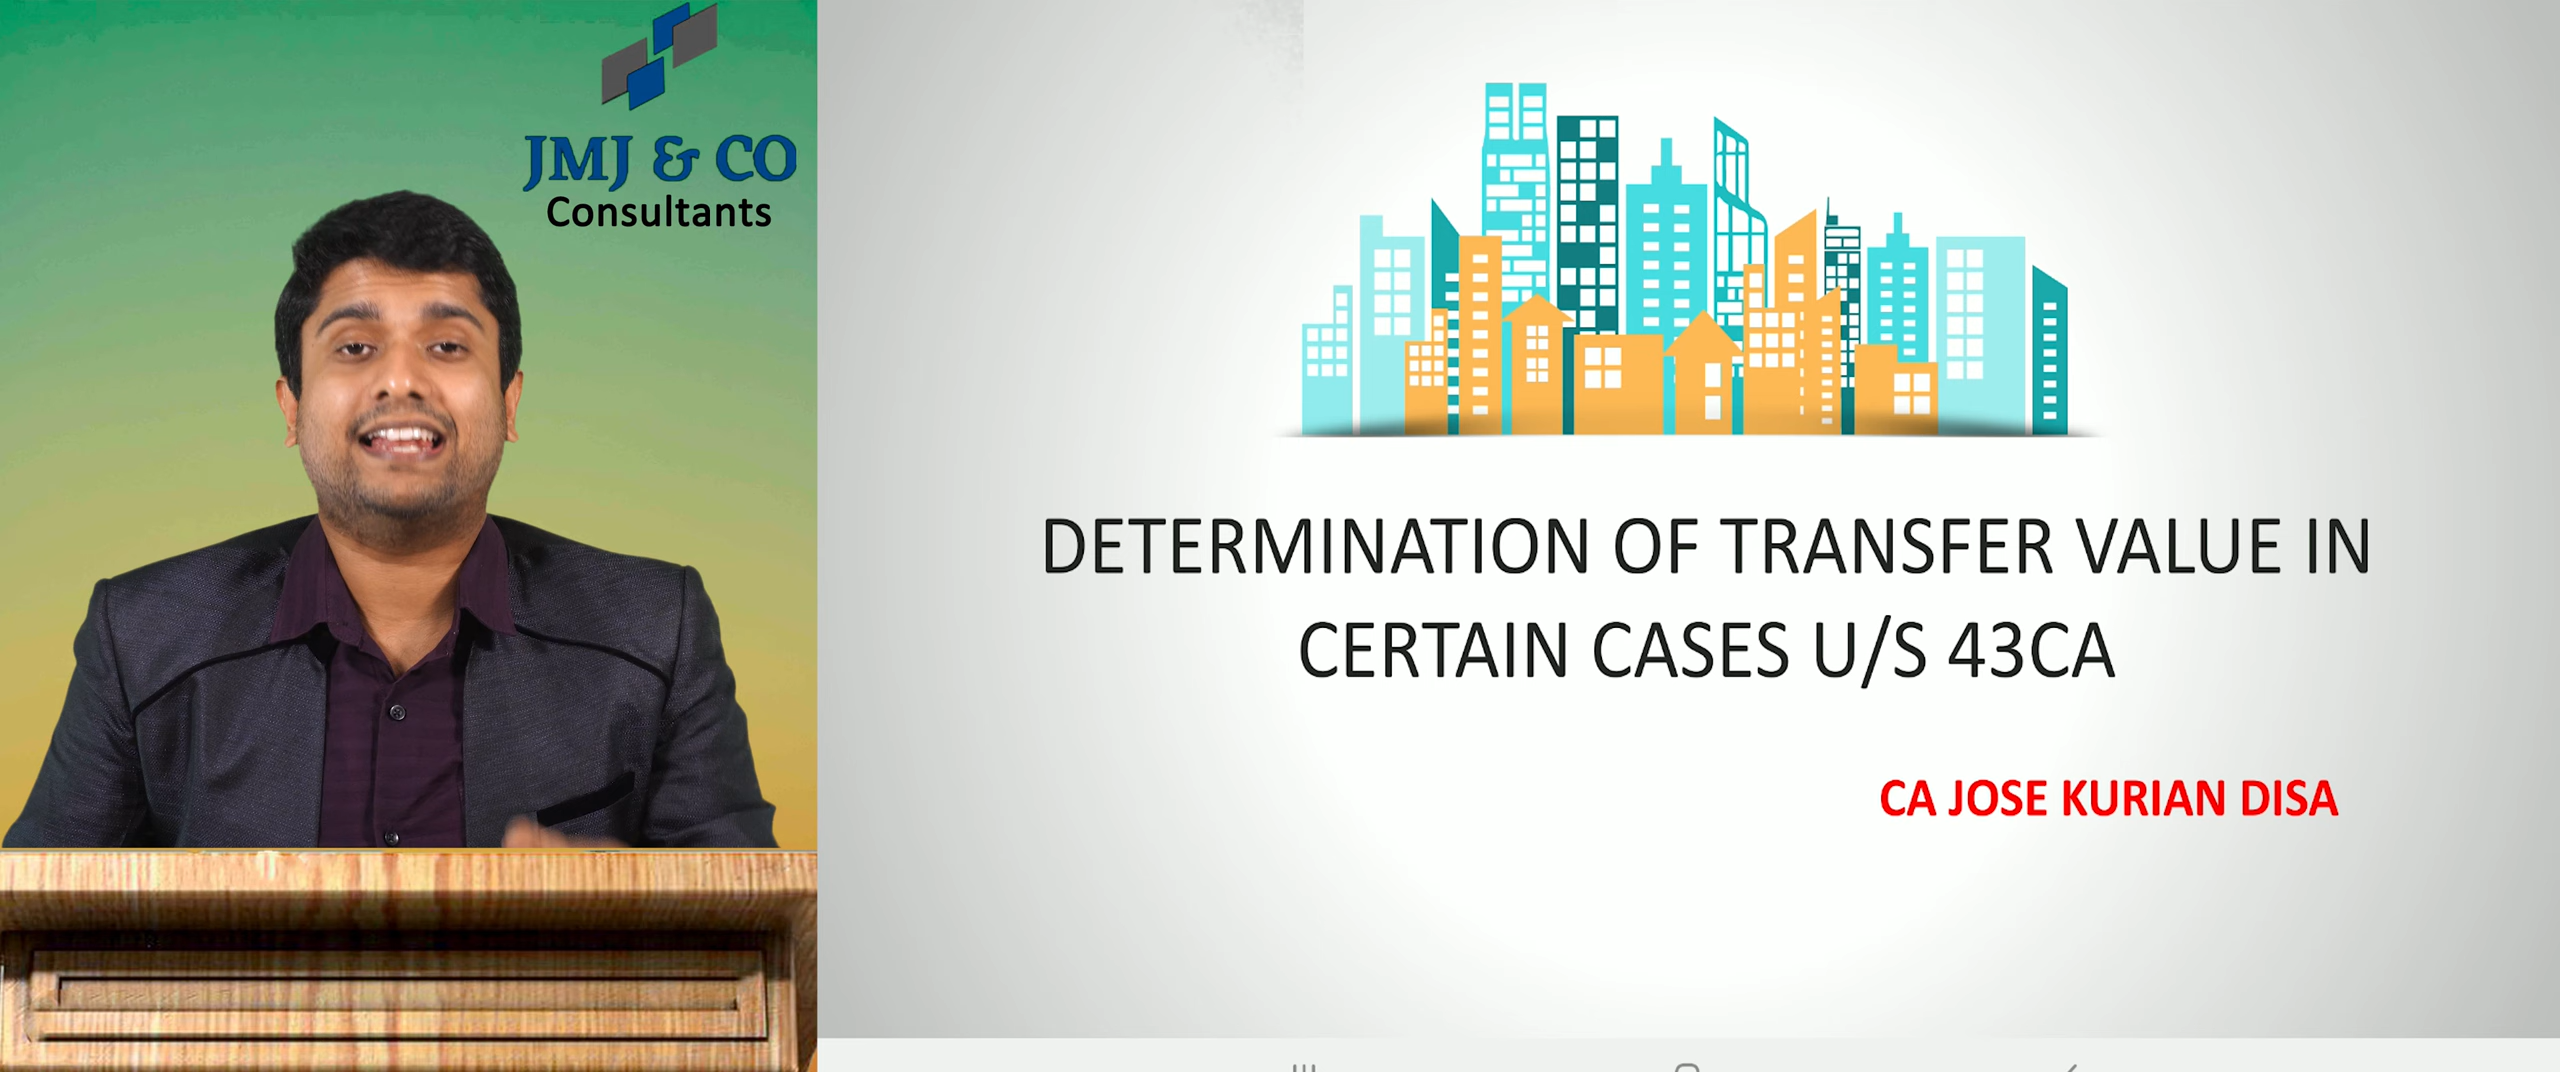 JMJ & CO
Consultants
DETERMINATION OF TRANSFER VALUE IN
CERTAIN CASES U/S 43CA
CA JOSE KURIAN DISA